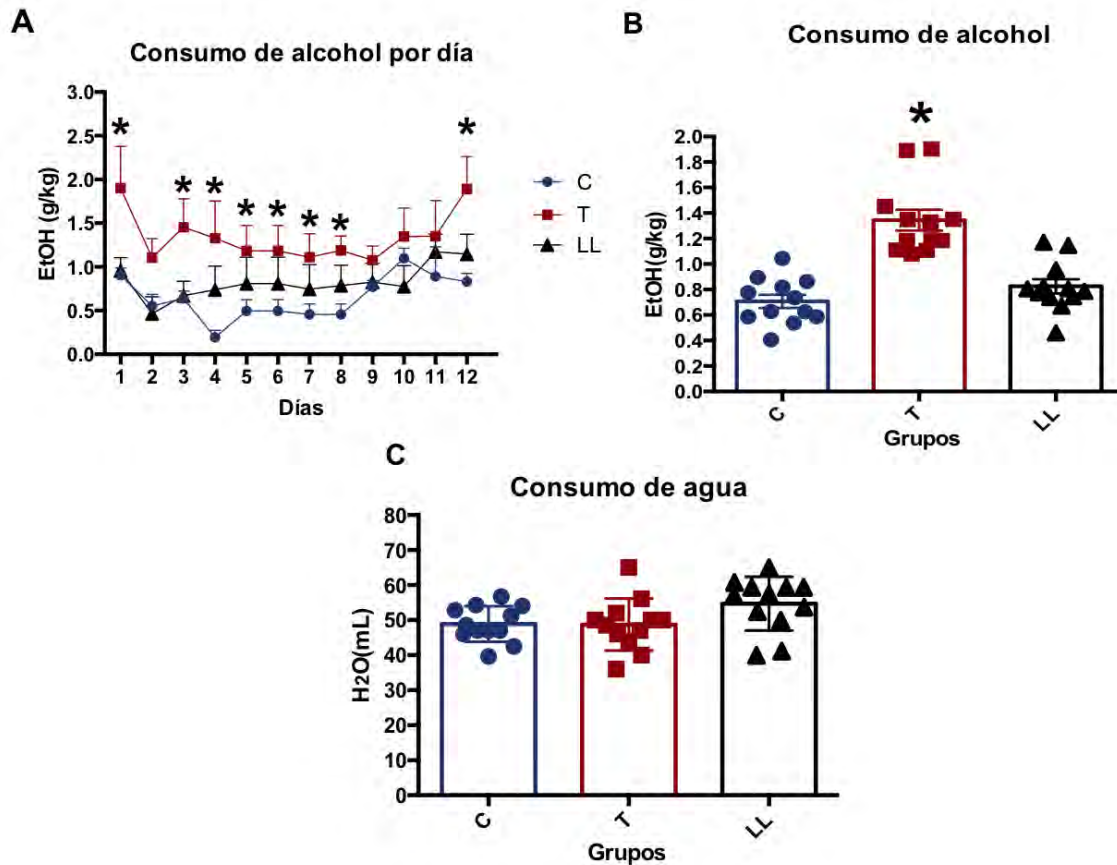 A
Consumo de alcohol por día
EtOH (g/kg)
3.0
2.5
2.0
1.5
1.0
0.5
0.0
* * * * * * * *
1 2 3 4 5 6 7 8 9 10 11 12
Días
C
T
LL
B
Consumo de alcohol
*
EtOH(g/kg)
2.0
1.8
1.6
1.4
1.2
1.0
0.8
0.6
0.4
0.2
0.0
C T LL
Grupos
C
Consumo de agua
H2O(mL)
80
70
60
50
40
30
20
10
0
C T LL
Grupos